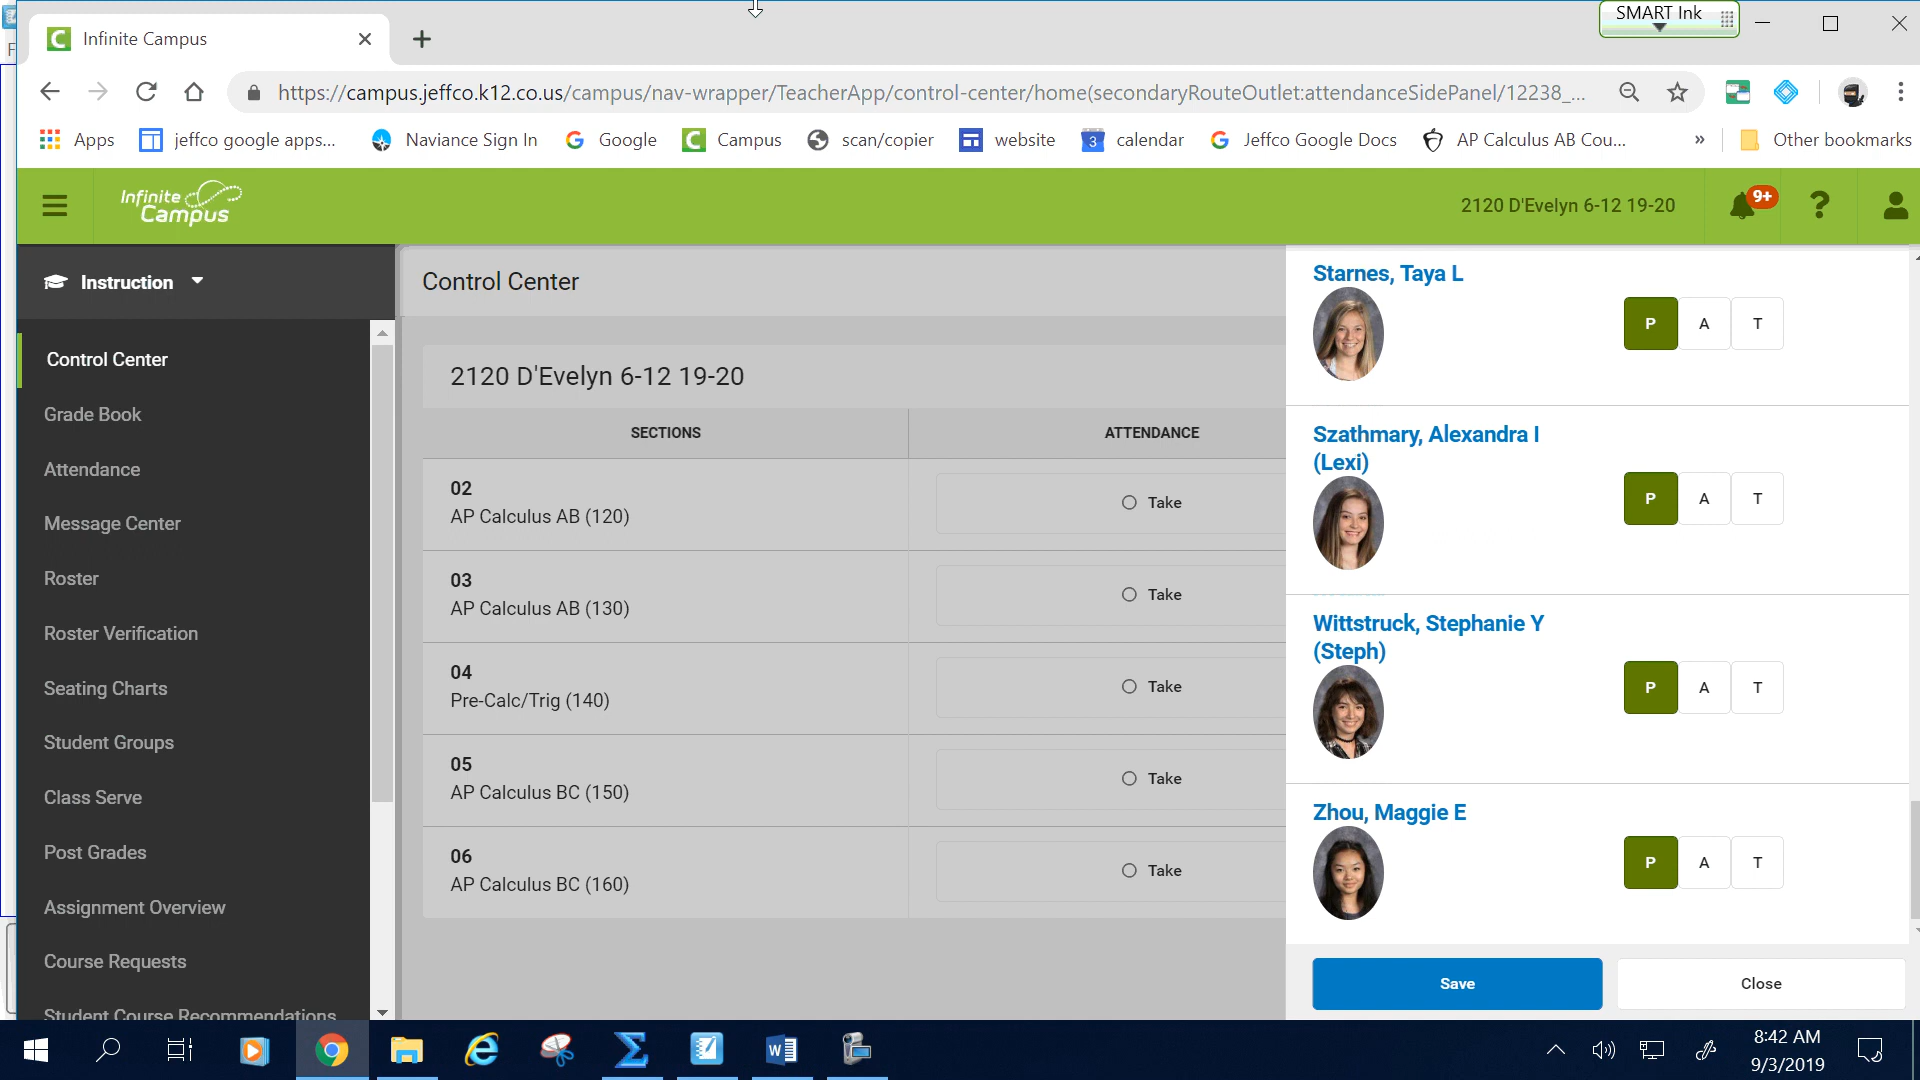 SMART Ink
Infinite Campus
F
https://campus.jeffco.k12.co.us/campus/nav-wrapper/TeacherApp/control-center/home(secondaryRouteOutlet:attendanceSidePanel/12238_...
Apps
jeffco google apps...
Naviance Sign In
Google
Campus
scan/copier
website
3
calendar
Jeffco Google Docs
AP Calculus AB Cou...
»
Other bookmarks
Infinite
Campus
2120 D'Evelyn 6-12 19-20
9+
?
Instruction
Control Center
Grade Book
Attendance
Message Center
Roster
Roster Verification
Seating Charts
Student Groups
Class Serve
Post Grades
Assignment Overview
Course Requests
Student Course Recommendations
Control Center
2120 D'Evelyn 6-12 19-20
SECTIONS ATTENDANCE
02
AP Calculus AB (120)
Take
03
AP Calculus AB (130)
Take
04
Pre-Calc/Trig (140)
Take
05
AP Calculus BC (150)
Take
06
AP Calculus BC (160)
Take
Starnes, Taya L
P A T
Szathmary, Alexandra I
(Lexi)
P A T
Wittstruck, Stephanie Y
(Steph)
P A T
Zhou, Maggie E
P A T
Save
Close
8:42 AM
9/3/2019